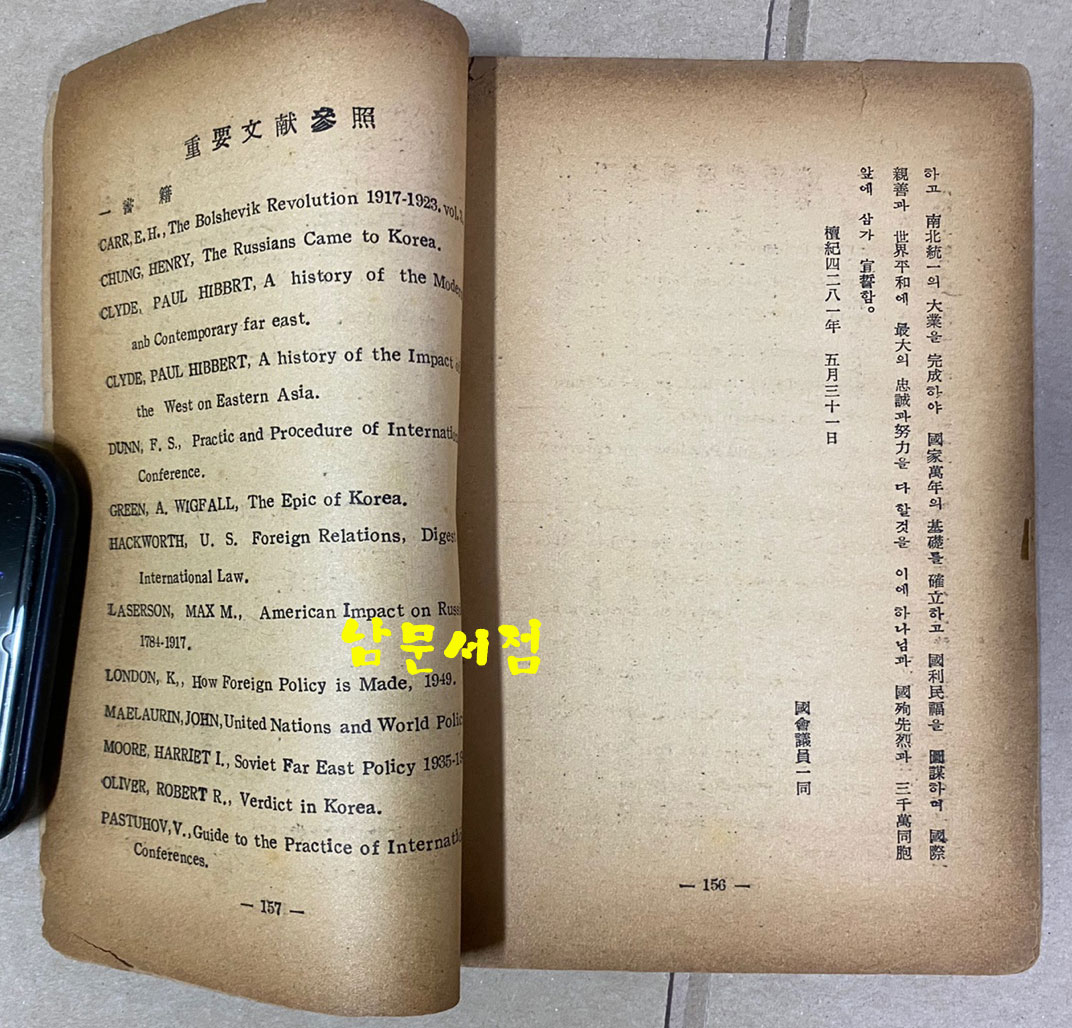 하고 南北統一의 大業을 完成하야 國家萬年의 基礎를 確立하고 國利民福을 圖謀하여 國際
親善과 世界平和에 最大의 忠誠과 努力을 다 할것을 이에 하나님과 國殉先烈과 三千萬同胞
앞에 삼가 宣誓함。
檀紀四二八一年 五月三十一日
國會議員一同
— 156 —
重要文献參照
一 書籍
CARR, E. H., The Bolshevik Revolution 1917-1923, vol.
CHUNG, HENRY, The Russians Came to Korea.
CLYDE, PAUL HIBBRT, A history of the Modern
anb Contemporary far east.
CLYDE, PAUL HIBBERT, A history of the Impact of
the West on Eastern Asia.
DUNN, F. S., Practic and Procedure of Internatio
Conference.
GREEN, A. WIGFALL, The Epic of Korea.
HACKWORTH, U. S. Foreign Relations, Diges
International Law.
LASERSON, MAX M., American Impact on Russ
1784-1917.
LONDON, K,, How Foreign Policy is Made, 1949.
MAELAURIN, JOHN, United Nations and World Polic
MOORE, HARRIET I., Soviet Far East Policy 1935-19
OLIVER, ROBERT R., Verdict in Korea.
PASTUHOV, V., Guide to the Practice of Internati
Conferences.
— 157 —
남문서점